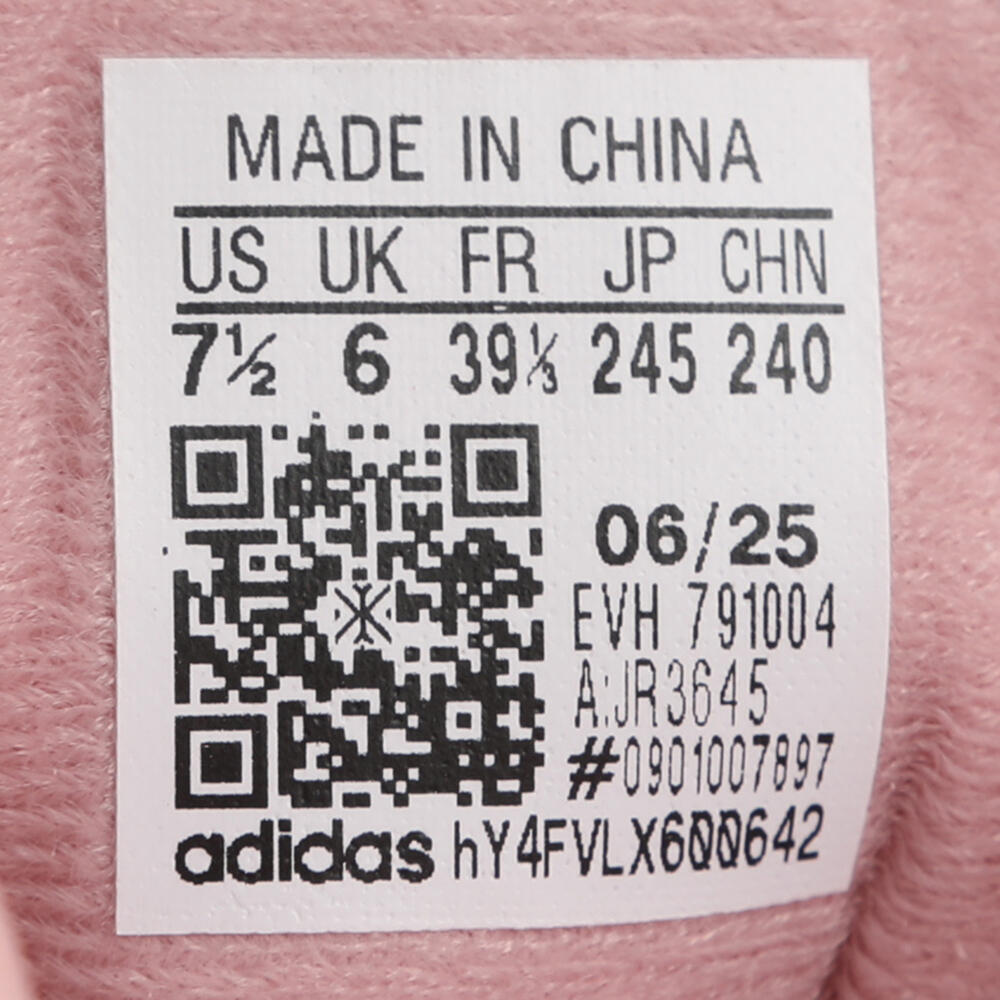 MADE IN CHINA
US UK FR JP CHN
7½ 6 39⅓ 245 240
06/25
EVH 791004
A:JR3645
#0901007897
adidas hY4FVLX600642